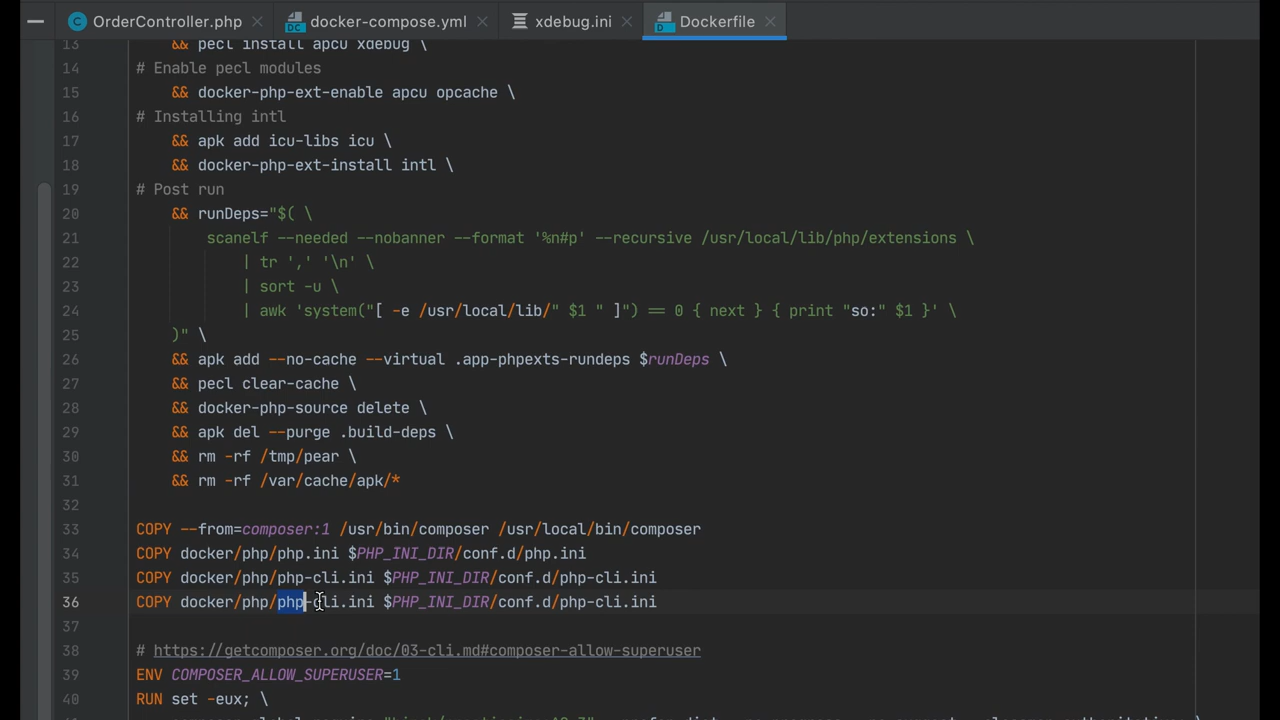 OrderController.php
docker-compose.yml
xdebug.ini
Dockerfile
13 && pecl install apcu xdebug \
14 # Enable pecl modules
15 && docker-php-ext-enable apcu opcache \
16 # Installing intl
17 && apk add icu-libs icu \
18 && docker-php-ext-install intl \
19 # Post run
20 && runDeps="$( \
21 scanelf --needed --nobanner --format '%n#p' --recursive /usr/local/lib/php/extensions \
22 | tr ',' '\n' \
23 | sort -u \
24 | awk 'system("[ -e /usr/local/lib/" $1 " ]") == 0 { next } { print "so:" $1 }' \
25 )" \
26 && apk add --no-cache --virtual .app-phpexts-rundeps $runDeps \
27 && pecl clear-cache \
28 && docker-php-source delete \
29 && apk del --purge .build-deps \
30 && rm -rf /tmp/pear \
31 && rm -rf /var/cache/apk/*
32
33 COPY --from=composer:1 /usr/bin/composer /usr/local/bin/composer
34 COPY docker/php/php.ini $PHP_INI_DIR/conf.d/php.ini
35 COPY docker/php/php-cli.ini $PHP_INI_DIR/conf.d/php-cli.ini
36 COPY docker/php/php-cli.ini $PHP_INI_DIR/conf.d/php-cli.ini
37
38 # https://getcomposer.org/doc/03-cli.md#composer-allow-superuser
39 ENV COMPOSER_ALLOW_SUPERUSER=1
40 RUN set -eux; \